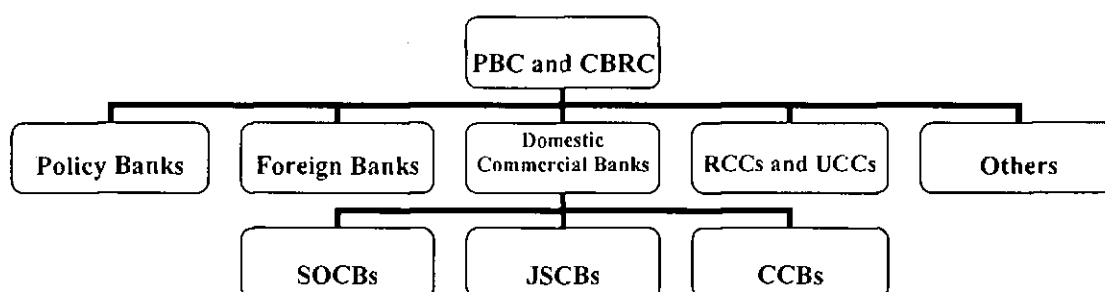 PBC and CBRC
Policy Banks
Foreign Banks
Domestic
Commercial Banks
RCCs and UCCs
Others
SOCBs
JSCBs
CCBs